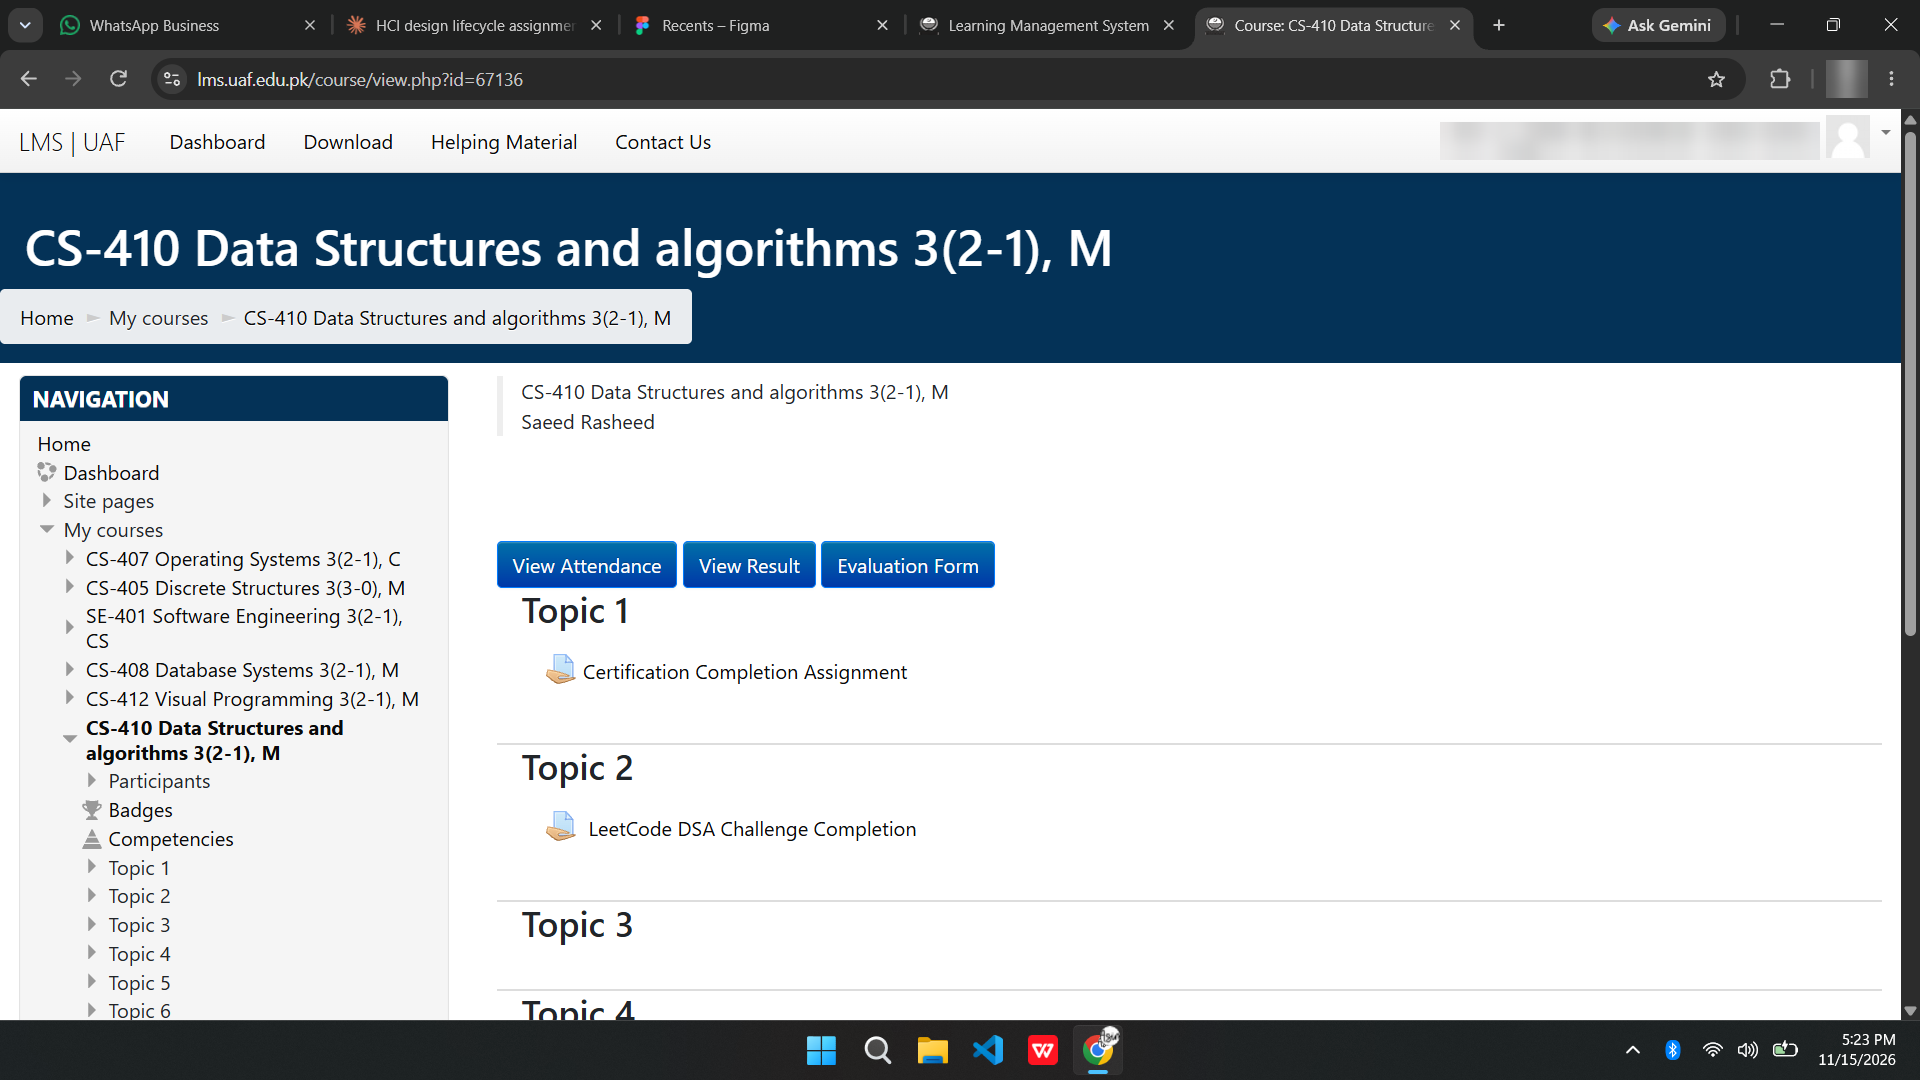 WhatsApp Business
HCI design lifecycle assignmer
Recents – Figma
Learning Management System
Course: CS-410 Data Structure
Ask Gemini
lms.uaf.edu.pk/course/view.php?id=67136
LMS | UAF
Dashboard
Download
Helping Material
Contact Us
CS-410 Data Structures and algorithms 3(2-1), M
Home
My courses
CS-410 Data Structures and algorithms 3(2-1), M
NAVIGATION
Home
Dashboard
Site pages
My courses
CS-407 Operating Systems 3(2-1), C
CS-405 Discrete Structures 3(3-0), M
SE-401 Software Engineering 3(2-1),
CS
CS-408 Database Systems 3(2-1), M
CS-412 Visual Programming 3(2-1), M
CS-410 Data Structures and
algorithms 3(2-1), M
Participants
Badges
Competencies
Topic 1
Topic 2
Topic 3
Topic 4
Topic 5
Topic 6
CS-410 Data Structures and algorithms 3(2-1), M
Saeed Rasheed
View Attendance
View Result
Evaluation Form
Topic 1
Certification Completion Assignment
Topic 2
LeetCode DSA Challenge Completion
Topic 3
Topic 4
5:23 PM
11/15/2026